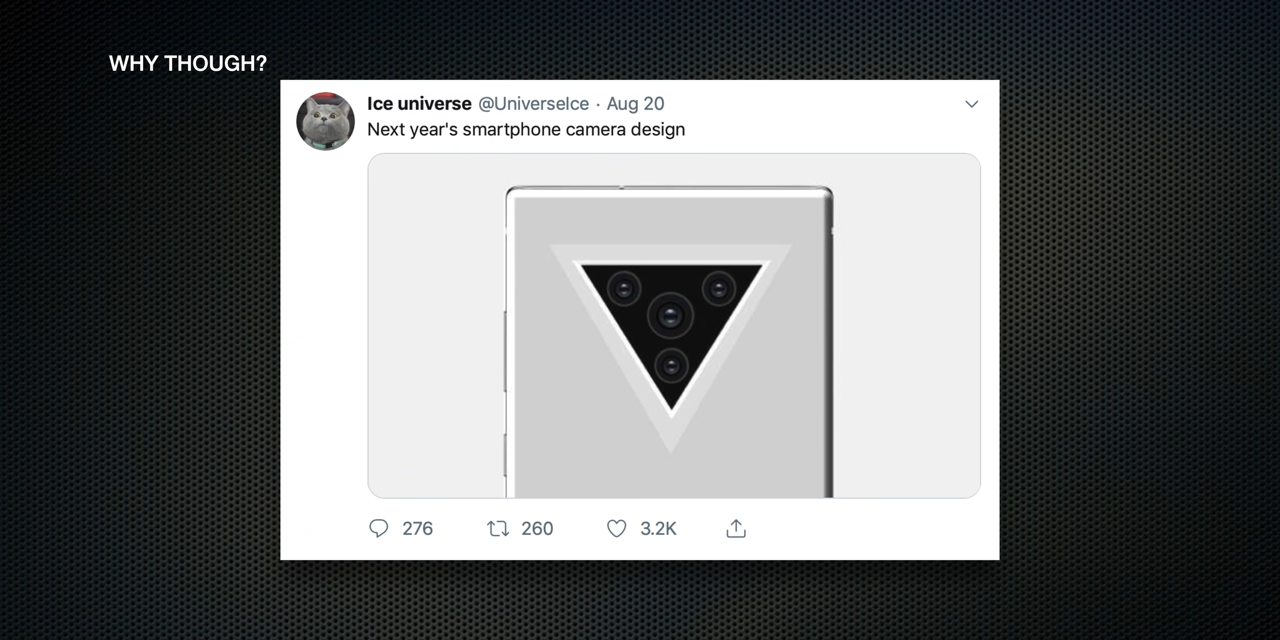 WHY THOUGH?
Ice universe @UniverseIce · Aug 20
Next year's smartphone camera design
276 260 3.2K